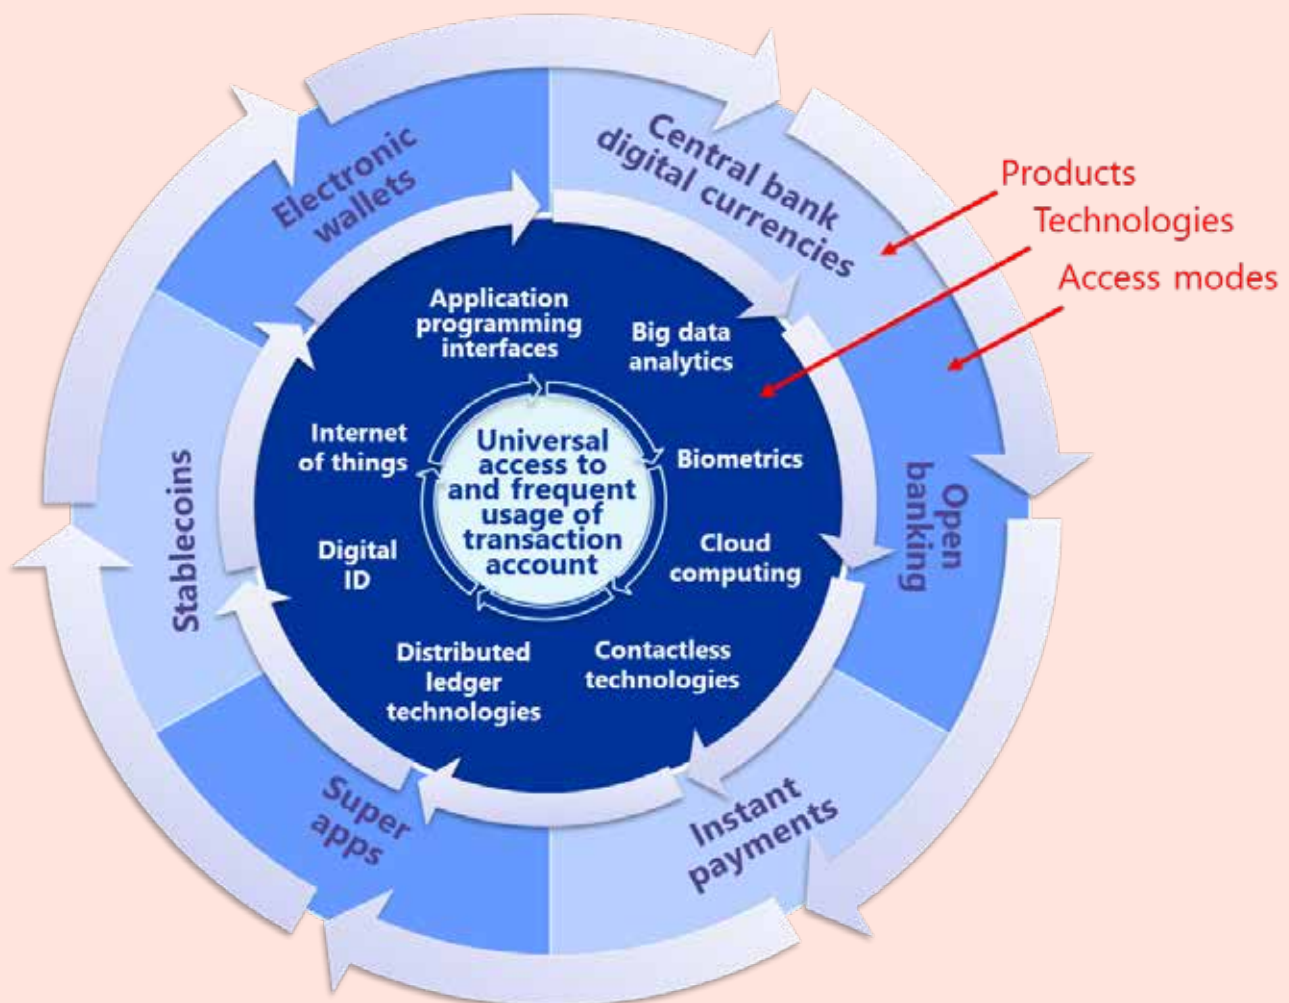 Electronic
wallets
Central bank
digital currencies
Products
Technologies
Access modes
Application
programming
interfaces
Big data
analytics
Internet
of things
Universal
access to
and frequent
usage of
transaction
account
Biometrics
Stablecoins
Open
banking
Digital
ID
Cloud
computing
Distributed
ledger
technologies
Contactless
technologies
Super
apps
Instant
payments